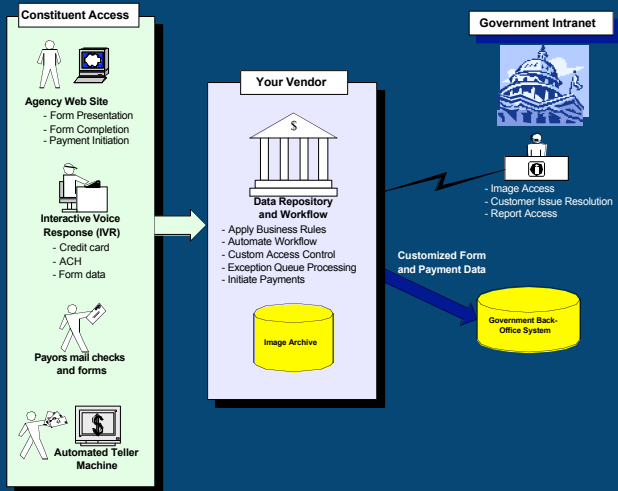 Constituent Access
Agency Web Site
- Form Presentation
- Form Completion
- Payment Initiation
Interactive Voice
Response (IVR)
- Credit card
- ACH
- Form data
Payors mail checks
and forms
$
Automated Teller
Machine
Your Vendor
$
Data Repository
and Workflow
- Apply Business Rules
- Automate Workflow
- Custom Access Control
- Exception Queue Processing
- Initiate Payments
Image Archive
Government Intranet
- Image Access
- Customer Issue Resolution
- Report Access
Customized Form
and Payment Data
Government Back-
Office System